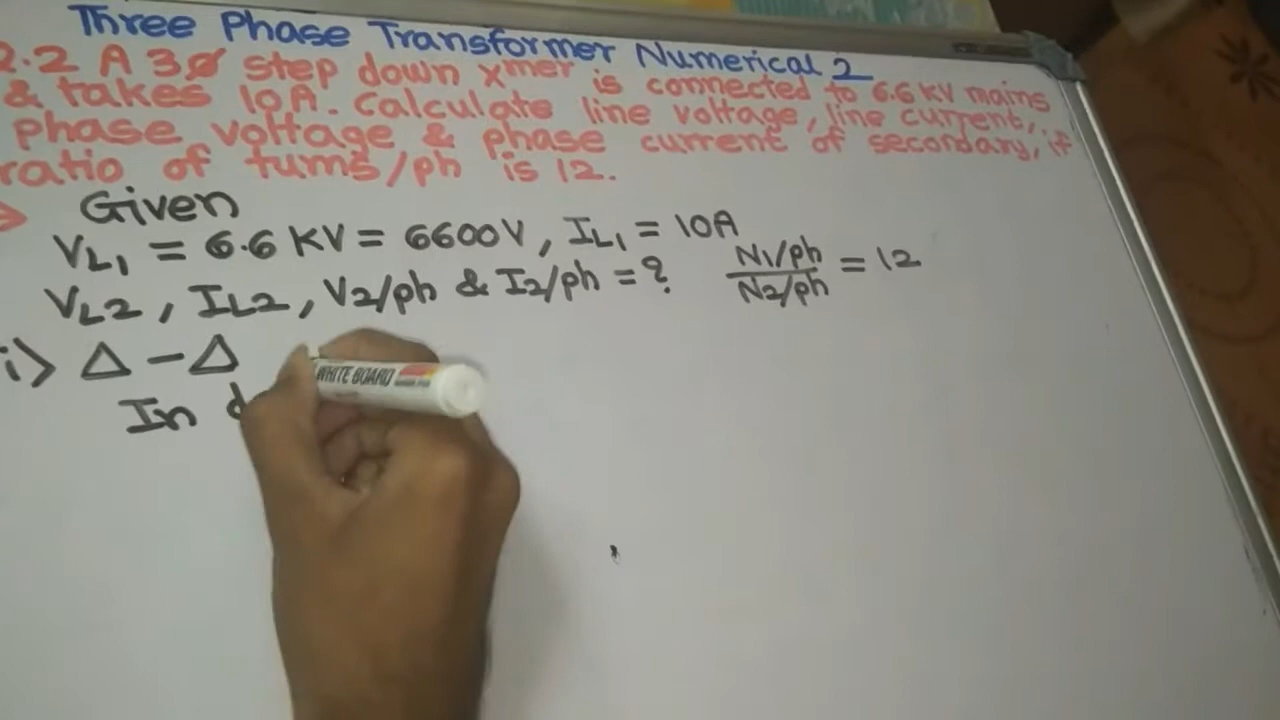 Three Phase Transformer Numerical 2
Q.2 A 3ø step down xmer is connected to 6.6 KV mains
& takes 10A. Calculate line voltage, line current,
phase voltage & phase current of secondary, if
ratio of turns/ph is 12.
Given
VL1 = 6.6 KV = 6600V, IL1 = 10A
VL2, IL2, V2/ph & I2/ph = ? N1/ph / N2/ph = 12
i> Δ - Δ
In d
WHITE BOARD